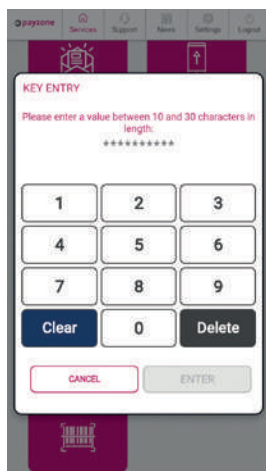 payzone
Services Support News Settings Logout
KEY ENTRY
Please enter a value between 10 and 30 characters in
length:
**********
1 2 3
4 5 6
7 8 9
Clear 0 Delete
CANCEL ENTER